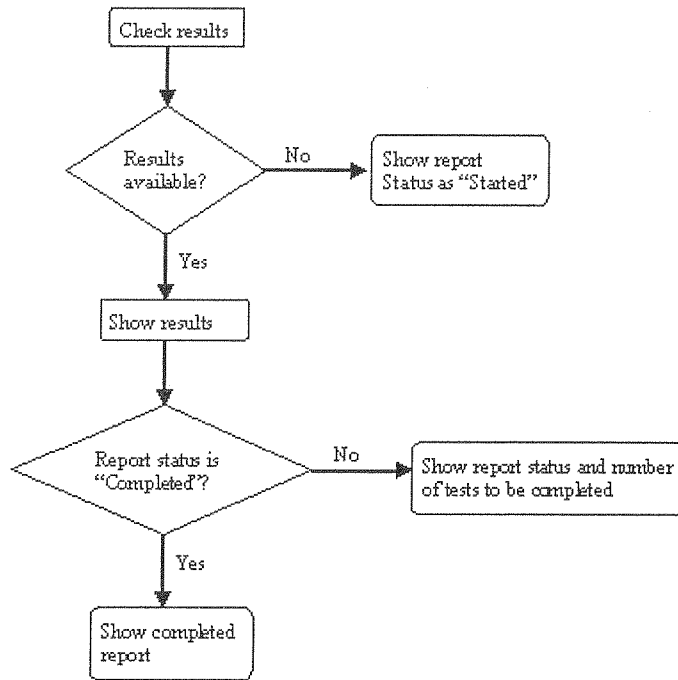 Check results
Results
available?
No
Show report
Status as “Started”
Yes
Show results
Report status is
“Completed”?
No
Show report status and number
of tests to be completed
Yes
Show completed
report